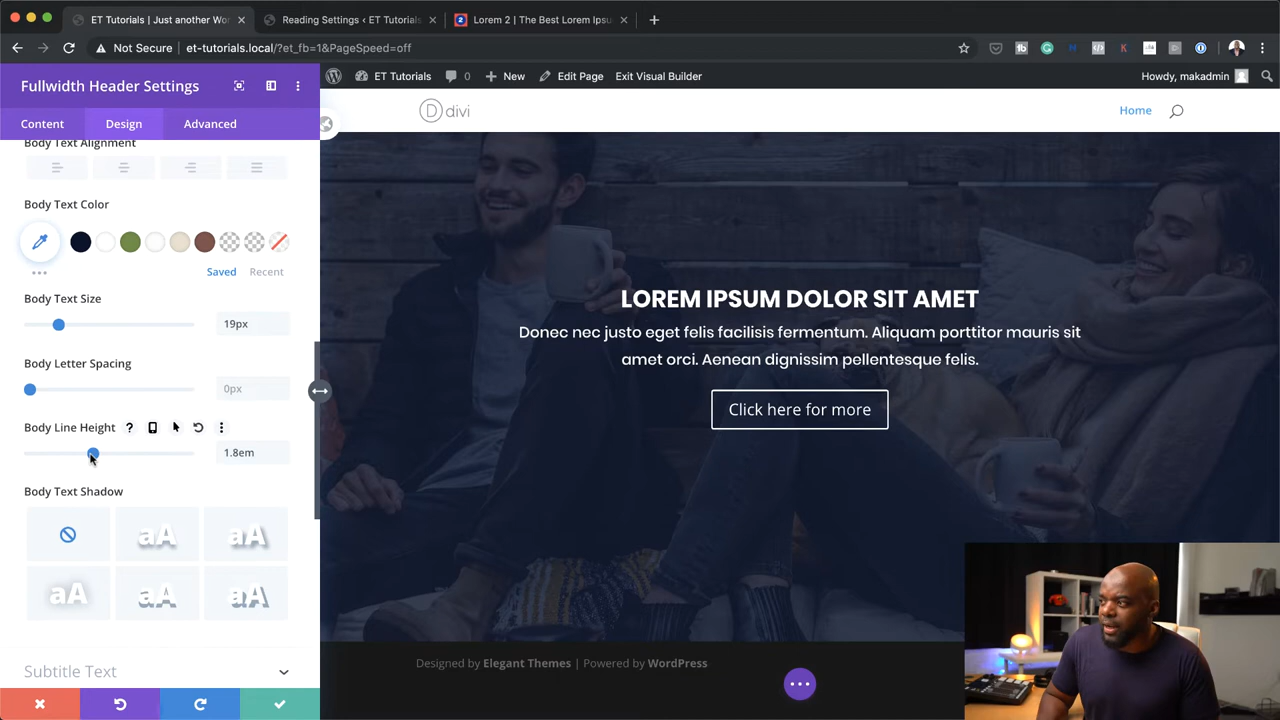 ET Tutorials | Just another Wor
Reading Settings ‹ ET Tutorials
2 Lorem 2 | The Best Lorem Ipsu
Not Secure
et-tutorials.local/?et_fb=1&PageSpeed=off
Fullwidth Header Settings
ET Tutorials
0
New
Edit Page
Exit Visual Builder
Howdy, makadmin
Content
Design
Advanced
D divi
Home
Body Text Alignment
Body Text Color
Saved
Recent
Body Text Size
19px
Body Letter Spacing
0px
Body Line Height
?
1.8em
Body Text Shadow
aA
aA
aA
aA
aA
Subtitle Text
LOREM IPSUM DOLOR SIT AMET
Donec nec justo eget felis facilisis fermentum. Aliquam porttitor mauris sit
amet orci. Aenean dignissim pellentesque felis.
Click here for more
Designed by Elegant Themes | Powered by WordPress